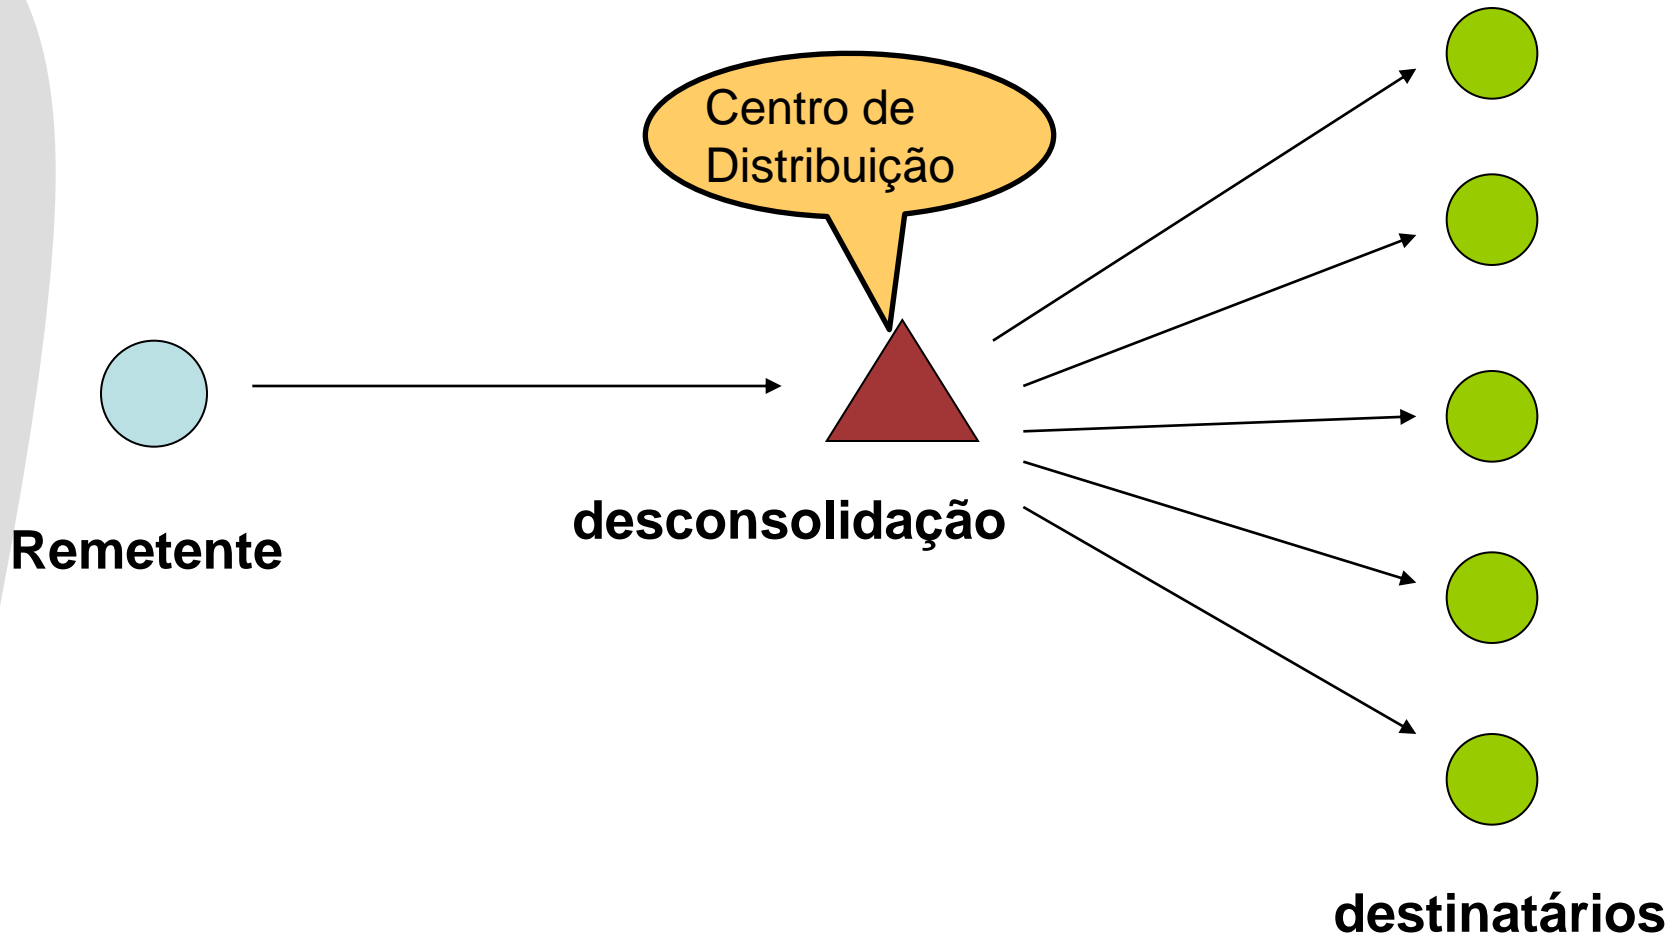 Centro de
Distribuição
desconsolidação
Remetente
destinatários